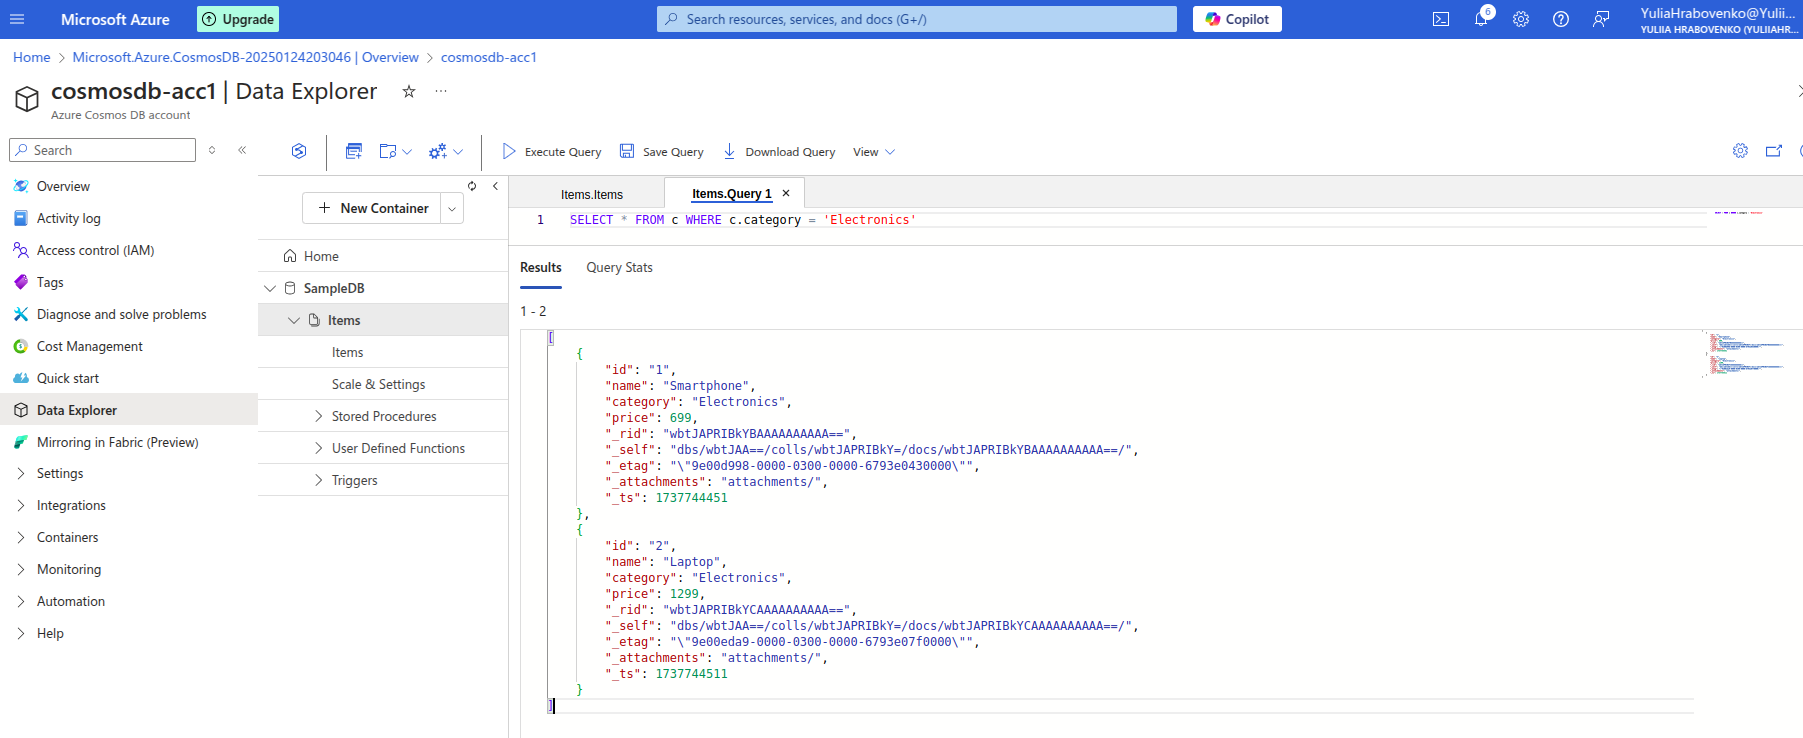 Microsoft Azure
Upgrade
Search resources, services, and docs (G+/)
Copilot
6
YuliaHrabovenko@Yulii...
YULIIA HRABOVENKO (YULIIAHR...
Home > Microsoft.Azure.CosmosDB-20250124203046 | Overview > cosmosdb-acc1
cosmosdb-acc1 | Data Explorer
...
Azure Cosmos DB account
Search
Overview
Activity log
Access control (IAM)
Tags
Diagnose and solve problems
Cost Management
Quick start
Data Explorer
Mirroring in Fabric (Preview)
Settings
Integrations
Containers
Monitoring
Automation
Help
Execute Query
Save Query
Download Query
View
New Container
Home
SampleDB
Items
Items
Scale & Settings
Stored Procedures
User Defined Functions
Triggers
Items.Items
Items.Query 1
1 SELECT * FROM c WHERE c.category = 'Electronics'
Results
Query Stats
1 - 2
[
{
"id": "1",
"name": "Smartphone",
"category": "Electronics",
"price": 699,
"_rid": "wbtJAPRIBkYBAAAAAAAAAA==",
"_self": "dbs/wbtJAA==/colls/wbtJAPRIBkY=/docs/wbtJAPRIBkYBAAAAAAAAAA==/",
"_etag": "\"9e00d998-0000-0300-0000-6793e0430000\"",
"_attachments": "attachments/",
"_ts": 1737744451
},
{
"id": "2",
"name": "Laptop",
"category": "Electronics",
"price": 1299,
"_rid": "wbtJAPRIBkYCAAAAAAAAAA==",
"_self": "dbs/wbtJAA==/colls/wbtJAPRIBkY=/docs/wbtJAPRIBkYCAAAAAAAAAA==/",
"_etag": "\"9e00eda9-0000-0300-0000-6793e07f0000\"",
"_attachments": "attachments/",
"_ts": 1737744511
}
]